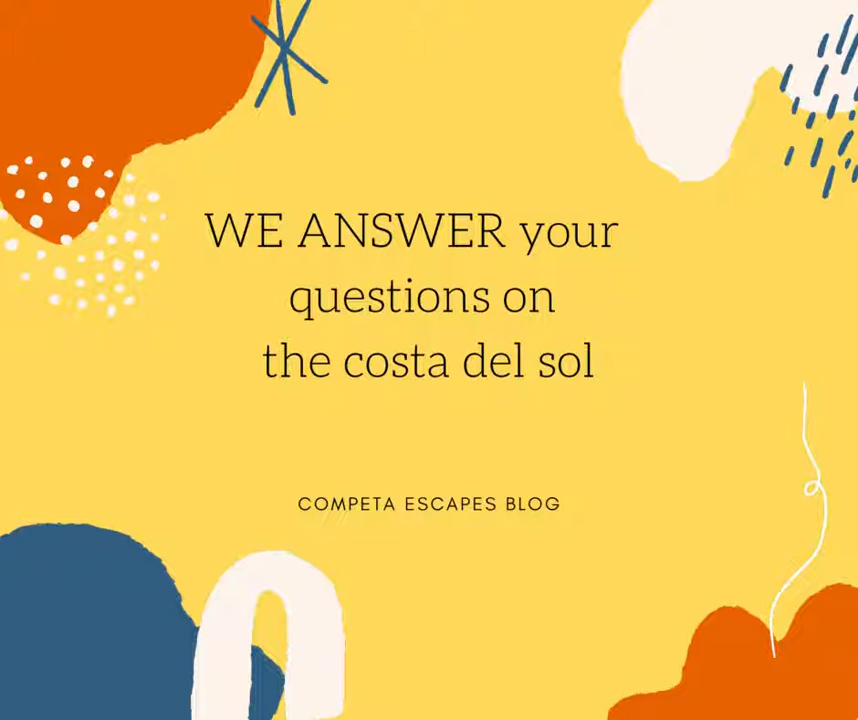 WE ANSWER your
questions on
the costa del sol
COMPETA ESCAPES BLOG